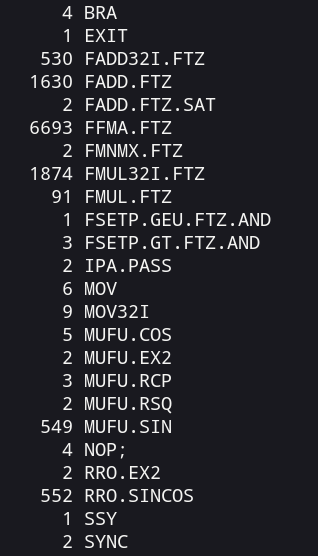 4 BRA
1 EXIT
530 FADD32I.FTZ
1630 FADD.FTZ
2 FADD.FTZ.SAT
6693 FFMA.FTZ
2 FMNMX.FTZ
1874 FMUL32I.FTZ
91 FMUL.FTZ
1 FSETP.GEU.FTZ.AND
3 FSETP.GT.FTZ.AND
2 IPA.PASS
6 MOV
9 MOV32I
5 MUFU.COS
2 MUFU.EX2
3 MUFU.RCP
2 MUFU.RSQ
549 MUFU.SIN
4 NOP;
2 RRO.EX2
552 RRO.SINCOS
1 SSY
2 SYNC